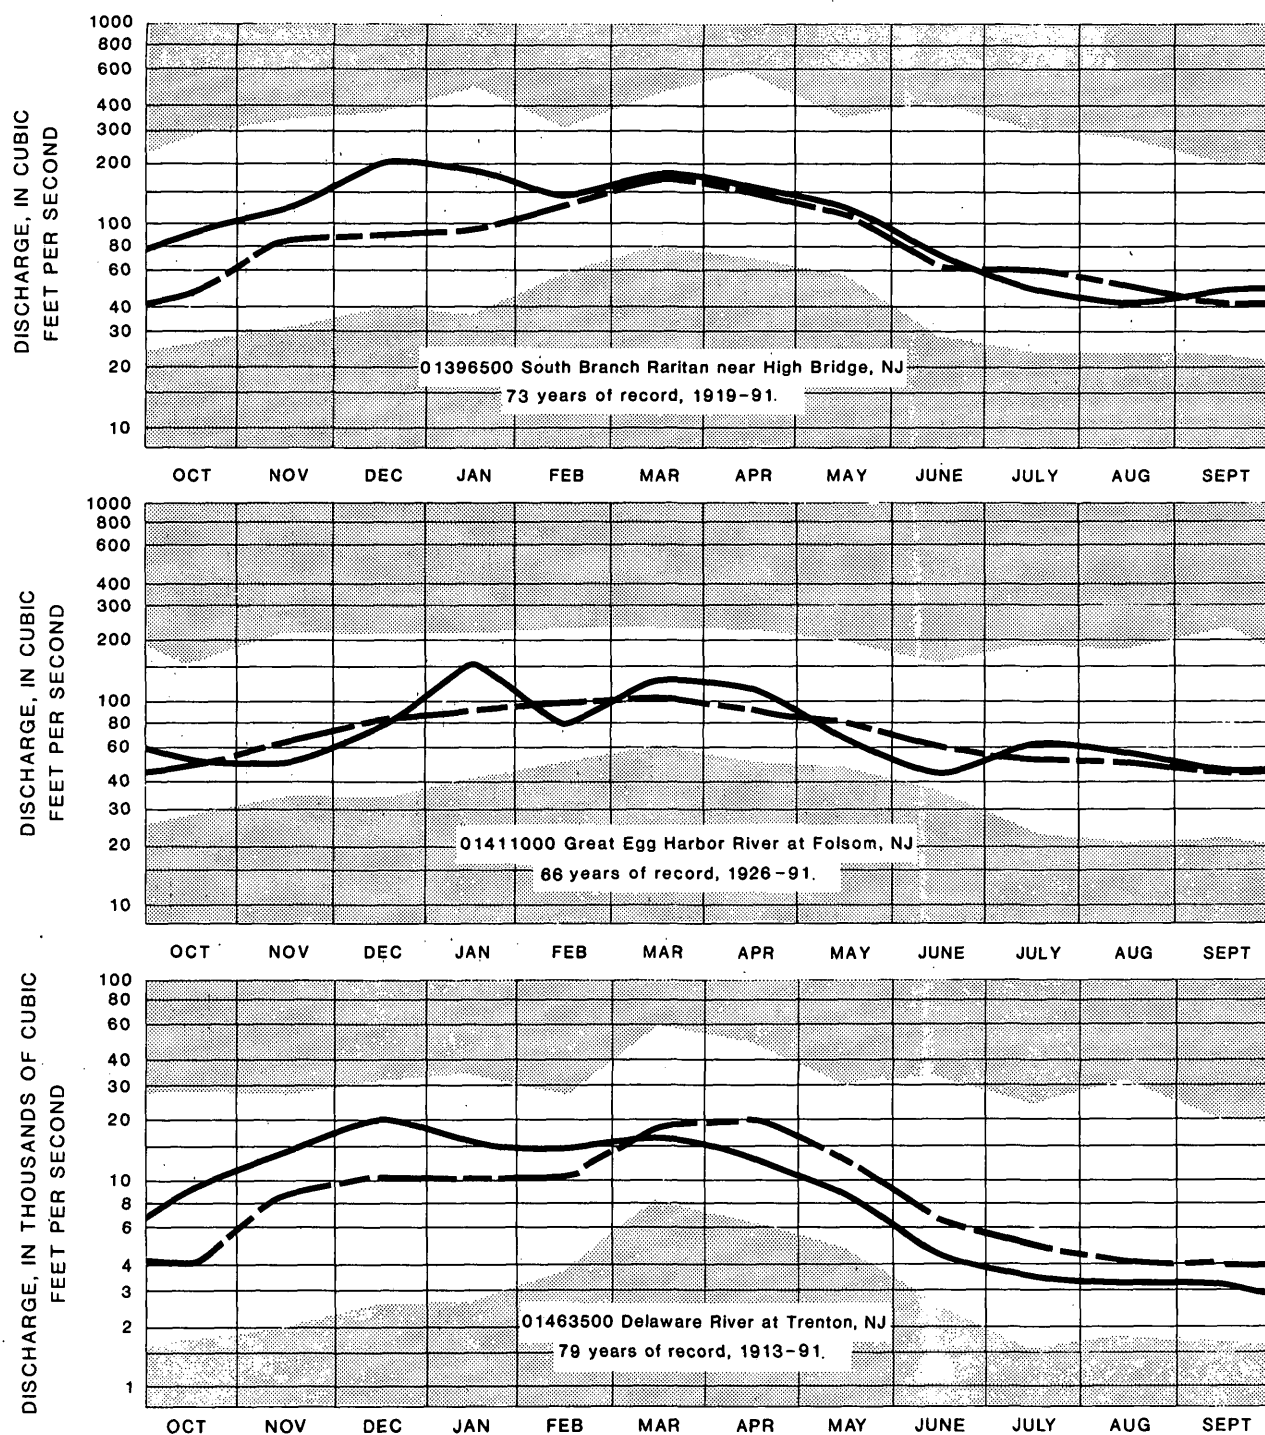 DISCHARGE, IN CUBIC
FEET PER SECOND
1000
800
600
400
300
200
100
80
60
40
30
20
10
01396500 South Branch Raritan near High Bridge, NJ
73 years of record, 1919-91.
OCT NOV DEC JAN FEB MAR APR MAY JUNE JULY AUG SEPT
DISCHARGE, IN CUBIC
FEET PER SECOND
1000
800
600
400
300
200
100
80
60
40
30
20
10
01411000 Great Egg Harbor River at Folsom, NJ
66 years of record, 1926-91.
OCT NOV DEC JAN FEB MAR APR MAY JUNE JULY AUG SEPT
DISCHARGE, IN THOUSANDS OF CUBIC
FEET PER SECOND
100
80
60
40
30
20
10
8
6
4
3
2
1
01463500 Delaware River at Trenton, NJ
79 years of record, 1913-91.
OCT NOV DEC JAN FEB MAR APR MAY JUNE JULY AUG SEPT